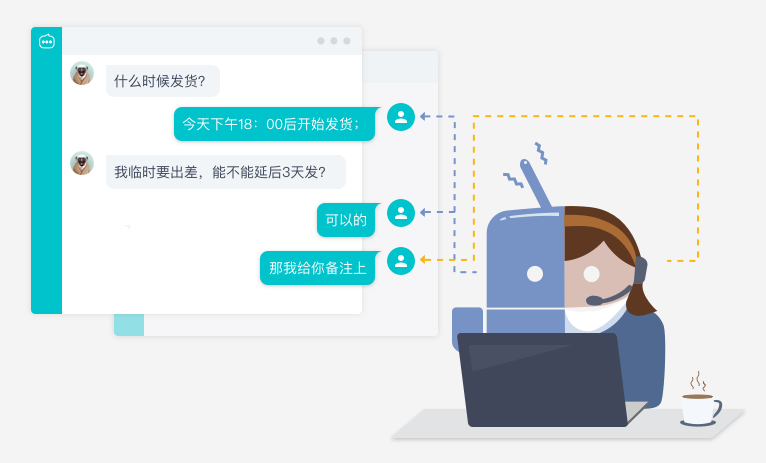 什么时候发货?
今天下午18：00后开始发货；
我临时要出差，能不能延后3天发?
可以的
那我给你备注上